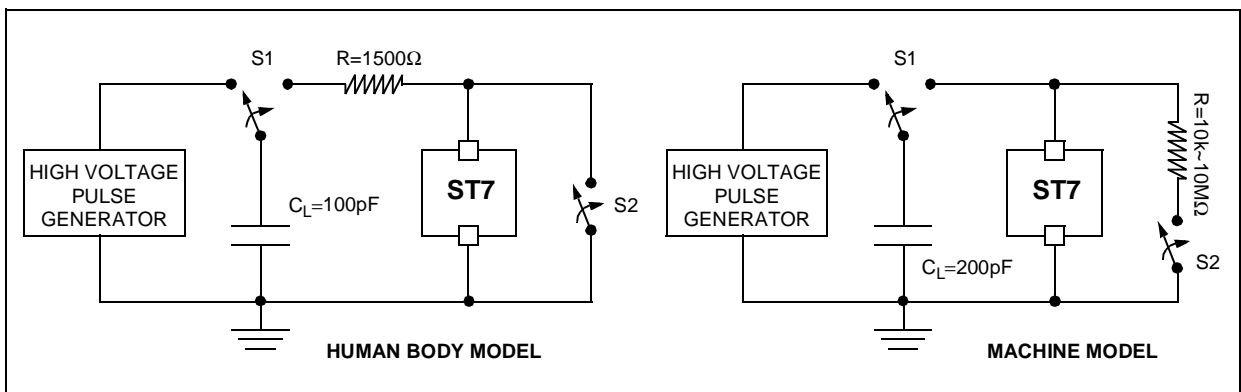 S1
R=1500Ω
HIGH VOLTAGE
PULSE
GENERATOR
CL=100pF
ST7
S2
HUMAN BODY MODEL
S1
R=10k~10MΩ
HIGH VOLTAGE
PULSE
GENERATOR
CL=200pF
ST7
S2
MACHINE MODEL